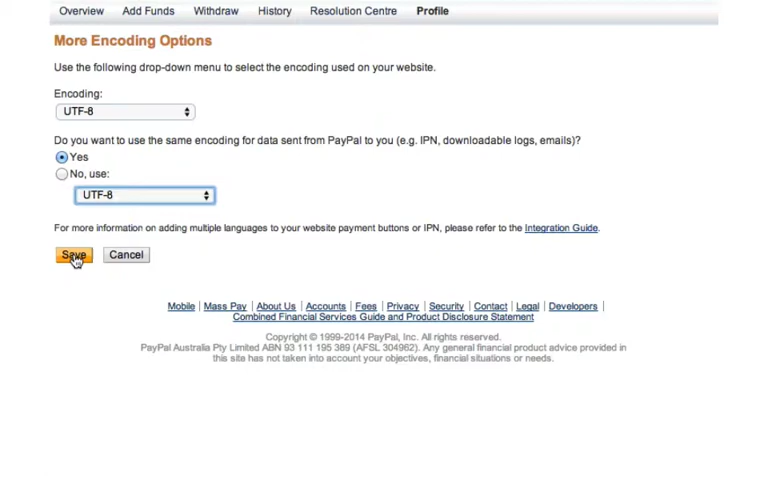 Overview Add Funds Withdraw History Resolution Centre Profile
More Encoding Options
Use the following drop-down menu to select the encoding used on your website.
Encoding:
UTF-8
Do you want to use the same encoding for data sent from PayPal to you (e.g. IPN, downloadable logs, emails)?
Yes
No, use:
UTF-8
For more information on adding multiple languages to your website payment buttons or IPN, please refer to the Integration Guide.
Save Cancel
Mobile | Mass Pay | About Us | Accounts | Fees | Privacy | Security | Contact | Legal | Developers |
Combined Financial Services Guide and Product Disclosure Statement
Copyright © 1999-2014 PayPal, Inc. All rights reserved.
PayPal Australia Pty Limited ABN 93 111 195 389 (AFSL 304962). Any general financial product advice provided in
this site has not taken into account your objectives, financial situations or needs.